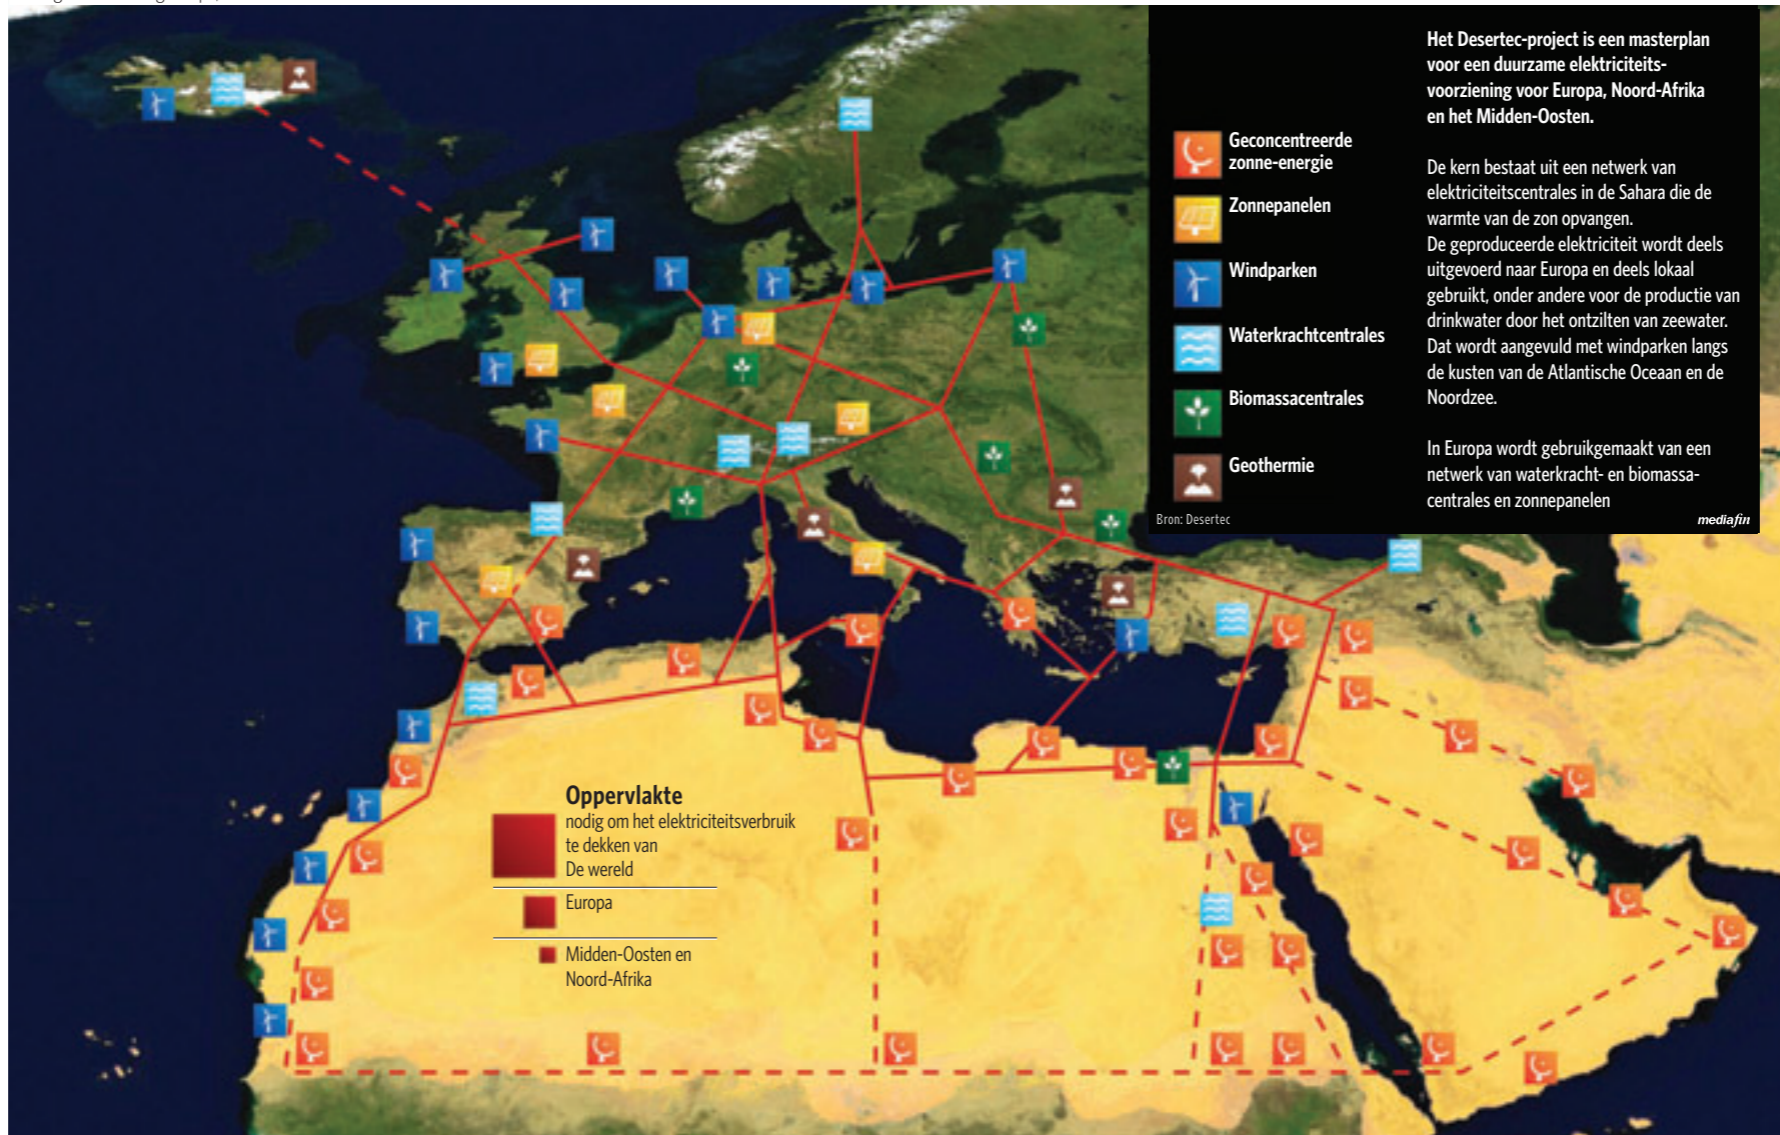 Het Desertec-project is een masterplan
voor een duurzame elektriciteits-
voorziening voor Europa, Noord-Afrika
en het Midden-Oosten.
De kern bestaat uit een netwerk van
elektriciteitscentrales in de Sahara die de
warmte van de zon opvangen.
De geproduceerde elektriciteit wordt deels
uitgevoerd naar Europa en deels lokaal
gebruikt, onder andere voor de productie van
drinkwater door het ontzilten van zeewater.
Dat wordt aangevuld met windparken langs
de kusten van de Atlantische Oceaan en de
Noordzee.
In Europa wordt gebruikgemaakt van een
netwerk van waterkracht- en biomassa-
centrales en zonnepanelen
Geconcentreerde
zonne-energie
Zonnepanelen
Windparken
Waterkrachtcentrales
Biomassacentrales
Geothermie
Bron: Desertec
mediafin
Oppervlakte
nodig om het elektriciteitsverbruik
te dekken van
De wereld
Europa
Midden-Oosten en
Noord-Afrika